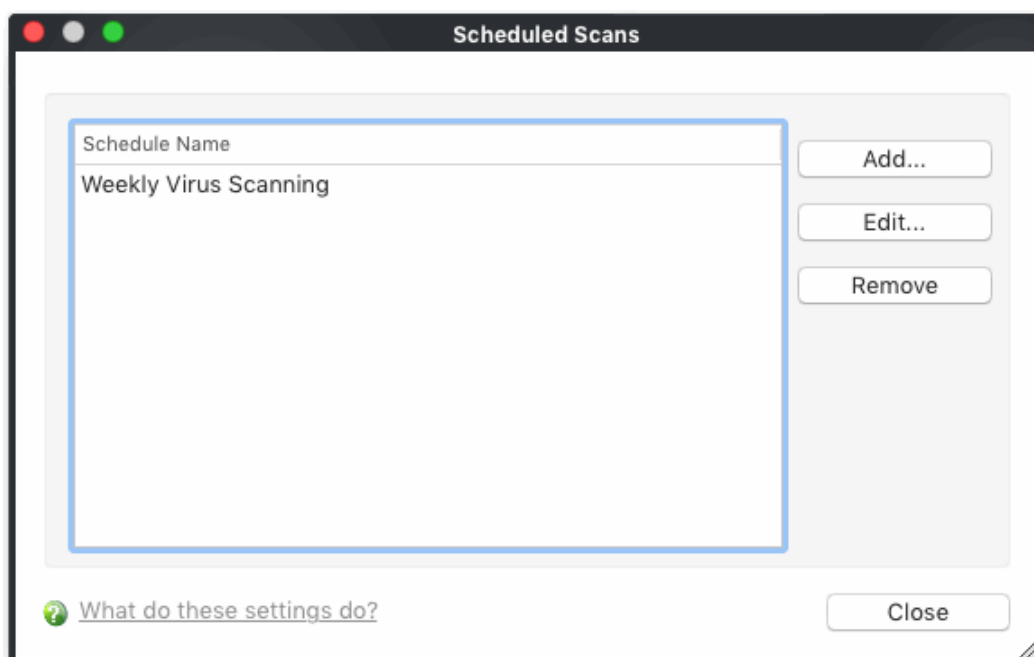 Scheduled Scans
Schedule Name
Weekly Virus Scanning
Add...
Edit...
Remove
What do these settings do?
Close